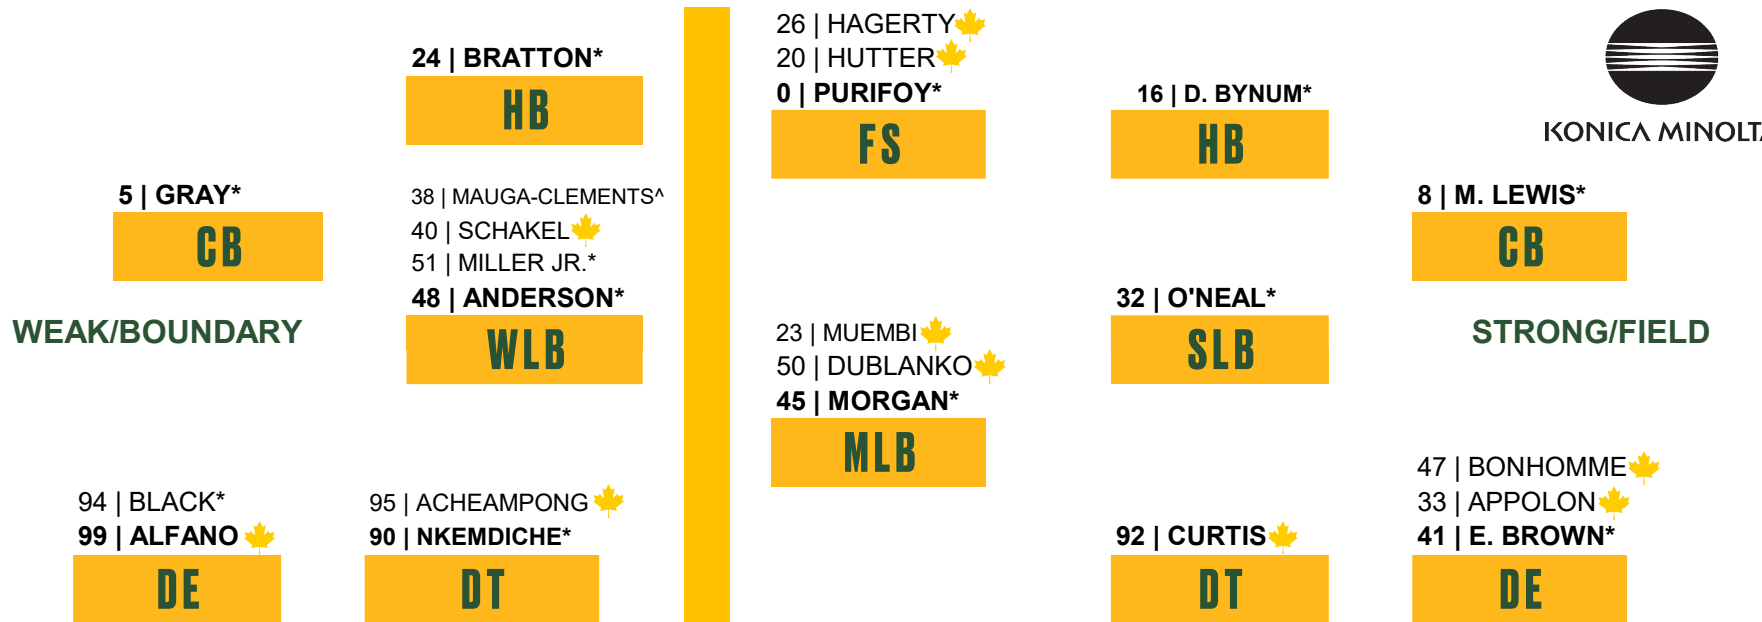 26 | HAGERTY
20 | HUTTER
0 | PURIFOY*
FS
24 | BRATTON*
HB
16 | D. BYNUM*
HB
KONICA MINOLTA
5 | GRAY*
CB
38 | MAUGA-CLEMENTS^
40 | SCHAKEL
51 | MILLER JR.*
48 | ANDERSON*
WLB
8 | M. LEWIS*
CB
WEAK/BOUNDARY
23 | MUEMBI
50 | DUBLANKO
45 | MORGAN*
MLB
32 | O'NEAL*
SLB
STRONG/FIELD
94 | BLACK*
99 | ALFANO
DE
95 | ACHEAMPONG
90 | NKEMDICHE*
DT
92 | CURTIS
DT
47 | BONHOMME
33 | APPOLON
41 | E. BROWN*
DE